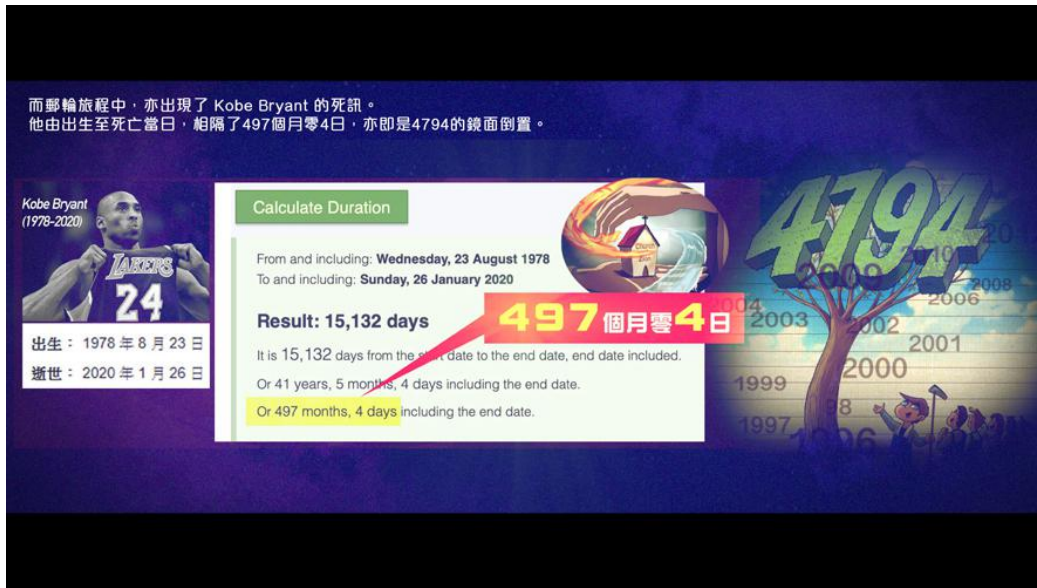 而郵輪旅程中，亦出現了 Kobe Bryant 的死訊。
他由出生至死亡當日，相隔了497個月零4日，亦即是4794的鏡面倒置。
Kobe Bryant
(1978-2020)
LAKERS
24
出生： 1978 年 8 月 23 日
逝世： 2020 年 1 月 26 日
Calculate Duration
From and including: Wednesday, 23 August 1978
To and including: Sunday, 26 January 2020
Result: 15,132 days
It is 15,132 days from the start date to the end date, end date included.
Or 41 years, 5 months, 4 days including the end date.
Or 497 months, 4 days including the end date.
Church
Zion
497個月零4日
4794
2010
2009
2008
2006
2004
2003
2002
2001
2000
1999
98
1997
1996